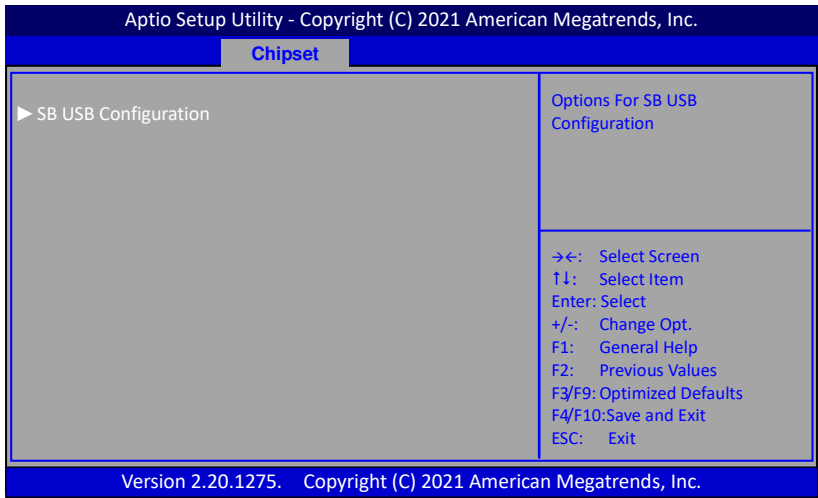 Aptio Setup Utility - Copyright (C) 2021 American Megatrends, Inc.
Chipset
► SB USB Configuration
Options For SB USB
Configuration
→←: Select Screen
↑↓: Select Item
Enter: Select
+/-: Change Opt.
F1: General Help
F2: Previous Values
F3/F9: Optimized Defaults
F4/F10:Save and Exit
ESC: Exit
Version 2.20.1275. Copyright (C) 2021 American Megatrends, Inc.